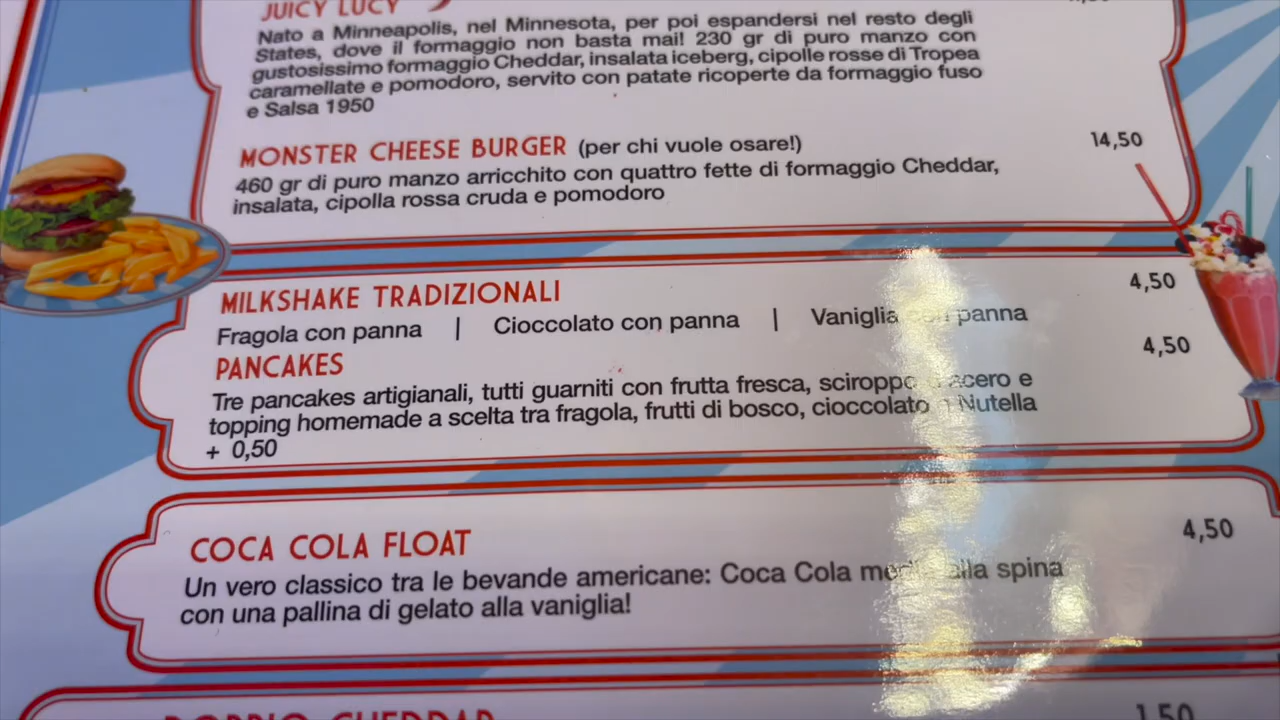 JUICY LUCY
Nato a Minneapolis, nel Minnesota, per poi espandersi nel resto degli
States, dove il formaggio non basta mai! 230 gr di puro manzo con
gustosissimo formaggio Cheddar, insalata iceberg, cipolle rosse di Tropea
caramellate e pomodoro, servito con patate ricoperte da formaggio fuso
e Salsa 1950
MONSTER CHEESE BURGER (per chi vuole osare!) 14,50
460 gr di puro manzo arricchito con quattro fette di formaggio Cheddar,
insalata, cipolla rossa cruda e pomodoro
MILKSHAKE TRADIZIONALI 4,50
Fragola con panna | Cioccolato con panna | Vaniglia con panna
PANCAKES 4,50
Tre pancakes artigianali, tutti guarniti con frutta fresca, sciroppo acero e
topping homemade a scelta tra fragola, frutti di bosco, cioccolato Nutella
+ 0,50
COCA COLA FLOAT 4,50
Un vero classico tra le bevande americane: Coca Cola alla spina
con una pallina di gelato alla vaniglia!
DOPPIO CHEDDAR 1,50